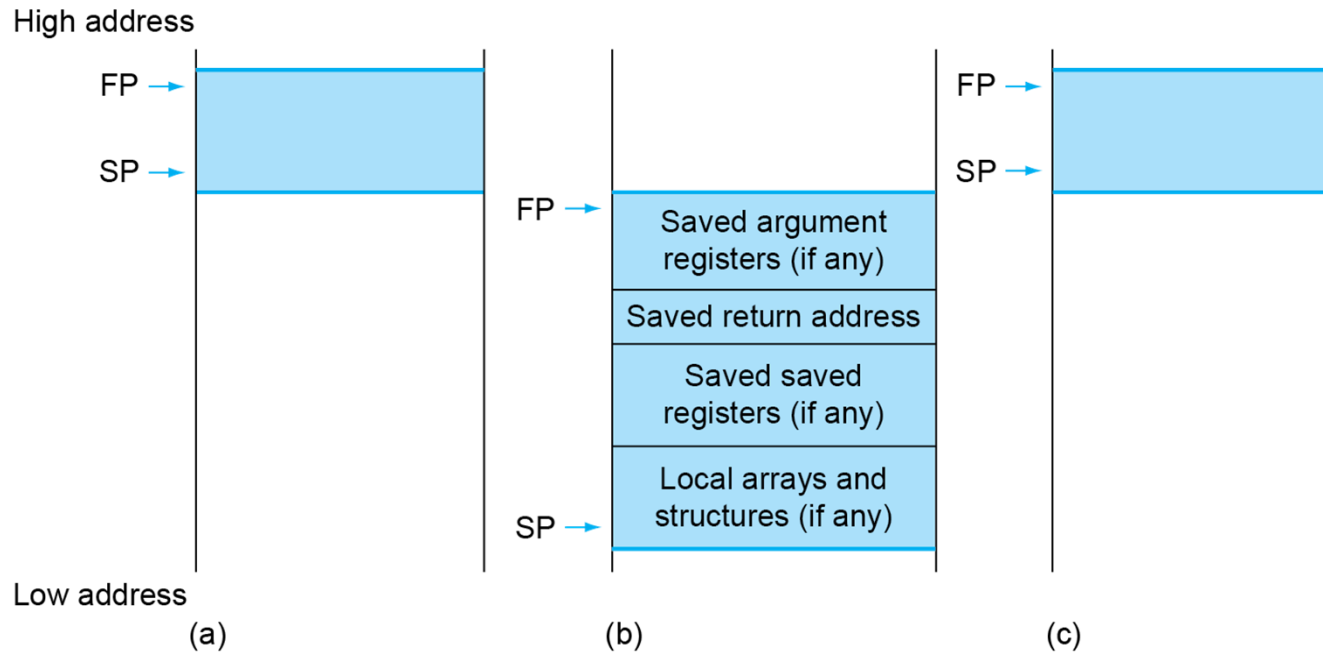 High address
FP
SP
FP
Saved argument
registers (if any)
Saved return address
Saved saved
registers (if any)
Local arrays and
structures (if any)
SP
FP
SP
Low address
(a)
(b)
(c)